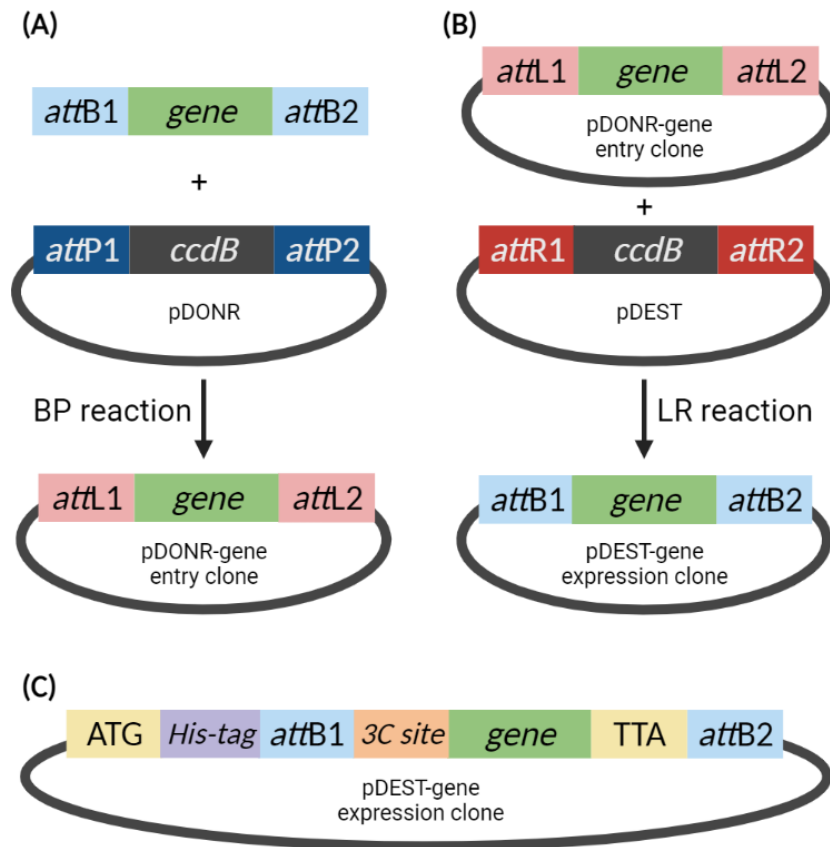 (A)
attB1 gene attB2
+
attP1 ccdB attP2
pDONR
BP reaction
attL1 gene attL2
pDONR-gene
entry clone
(B)
attL1 gene attL2
pDONR-gene
entry clone
+
attR1 ccdB attR2
pDEST
LR reaction
attB1 gene attB2
pDEST-gene
expression clone
(C)
ATG His-tag attB1 3C site gene TTA attB2
pDEST-gene
expression clone